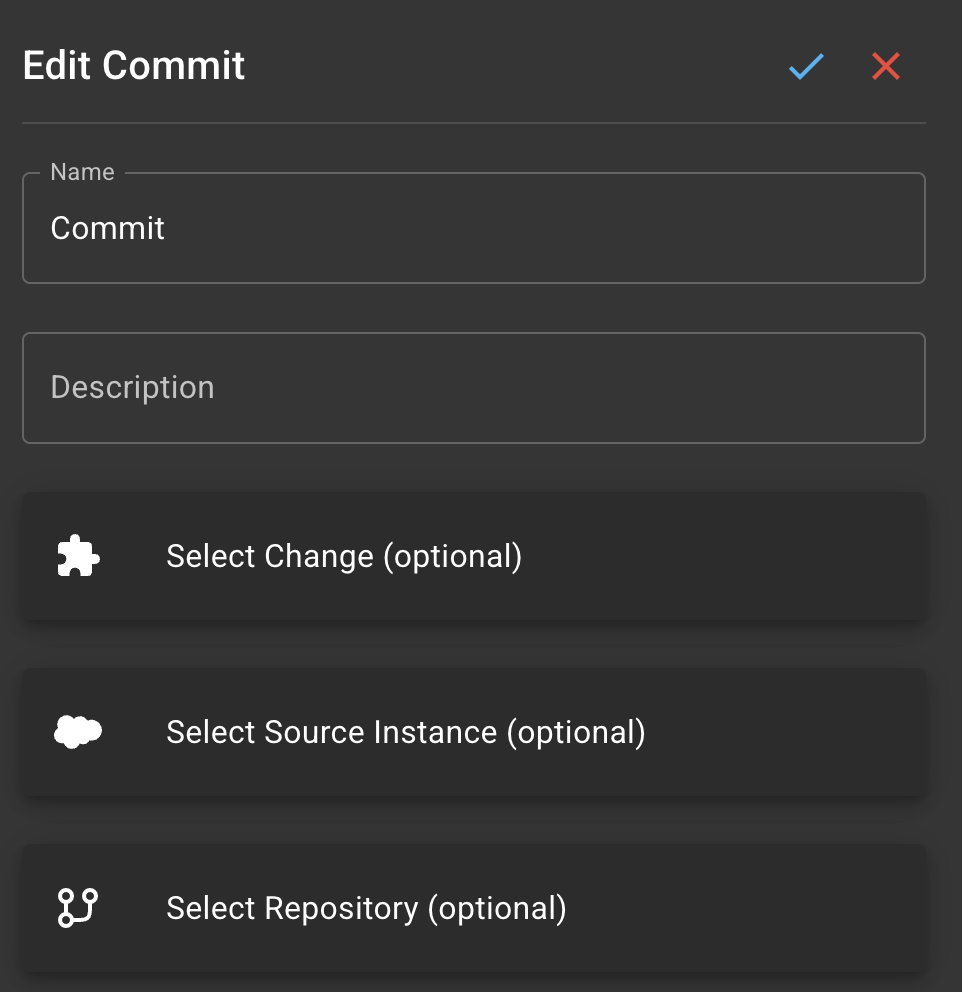 Edit Commit
Name
Commit
Description
Select Change (optional)
Select Source Instance (optional)
Select Repository (optional)